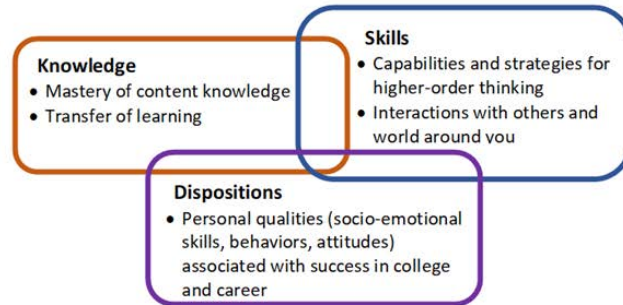 Knowledge
• Mastery of content knowledge
• Transfer of learning
Skills
• Capabilities and strategies for
higher-order thinking
• Interactions with others and
world around you
Dispositions
• Personal qualities (socio-emotional
skills, behaviors, attitudes)
associated with success in college
and career